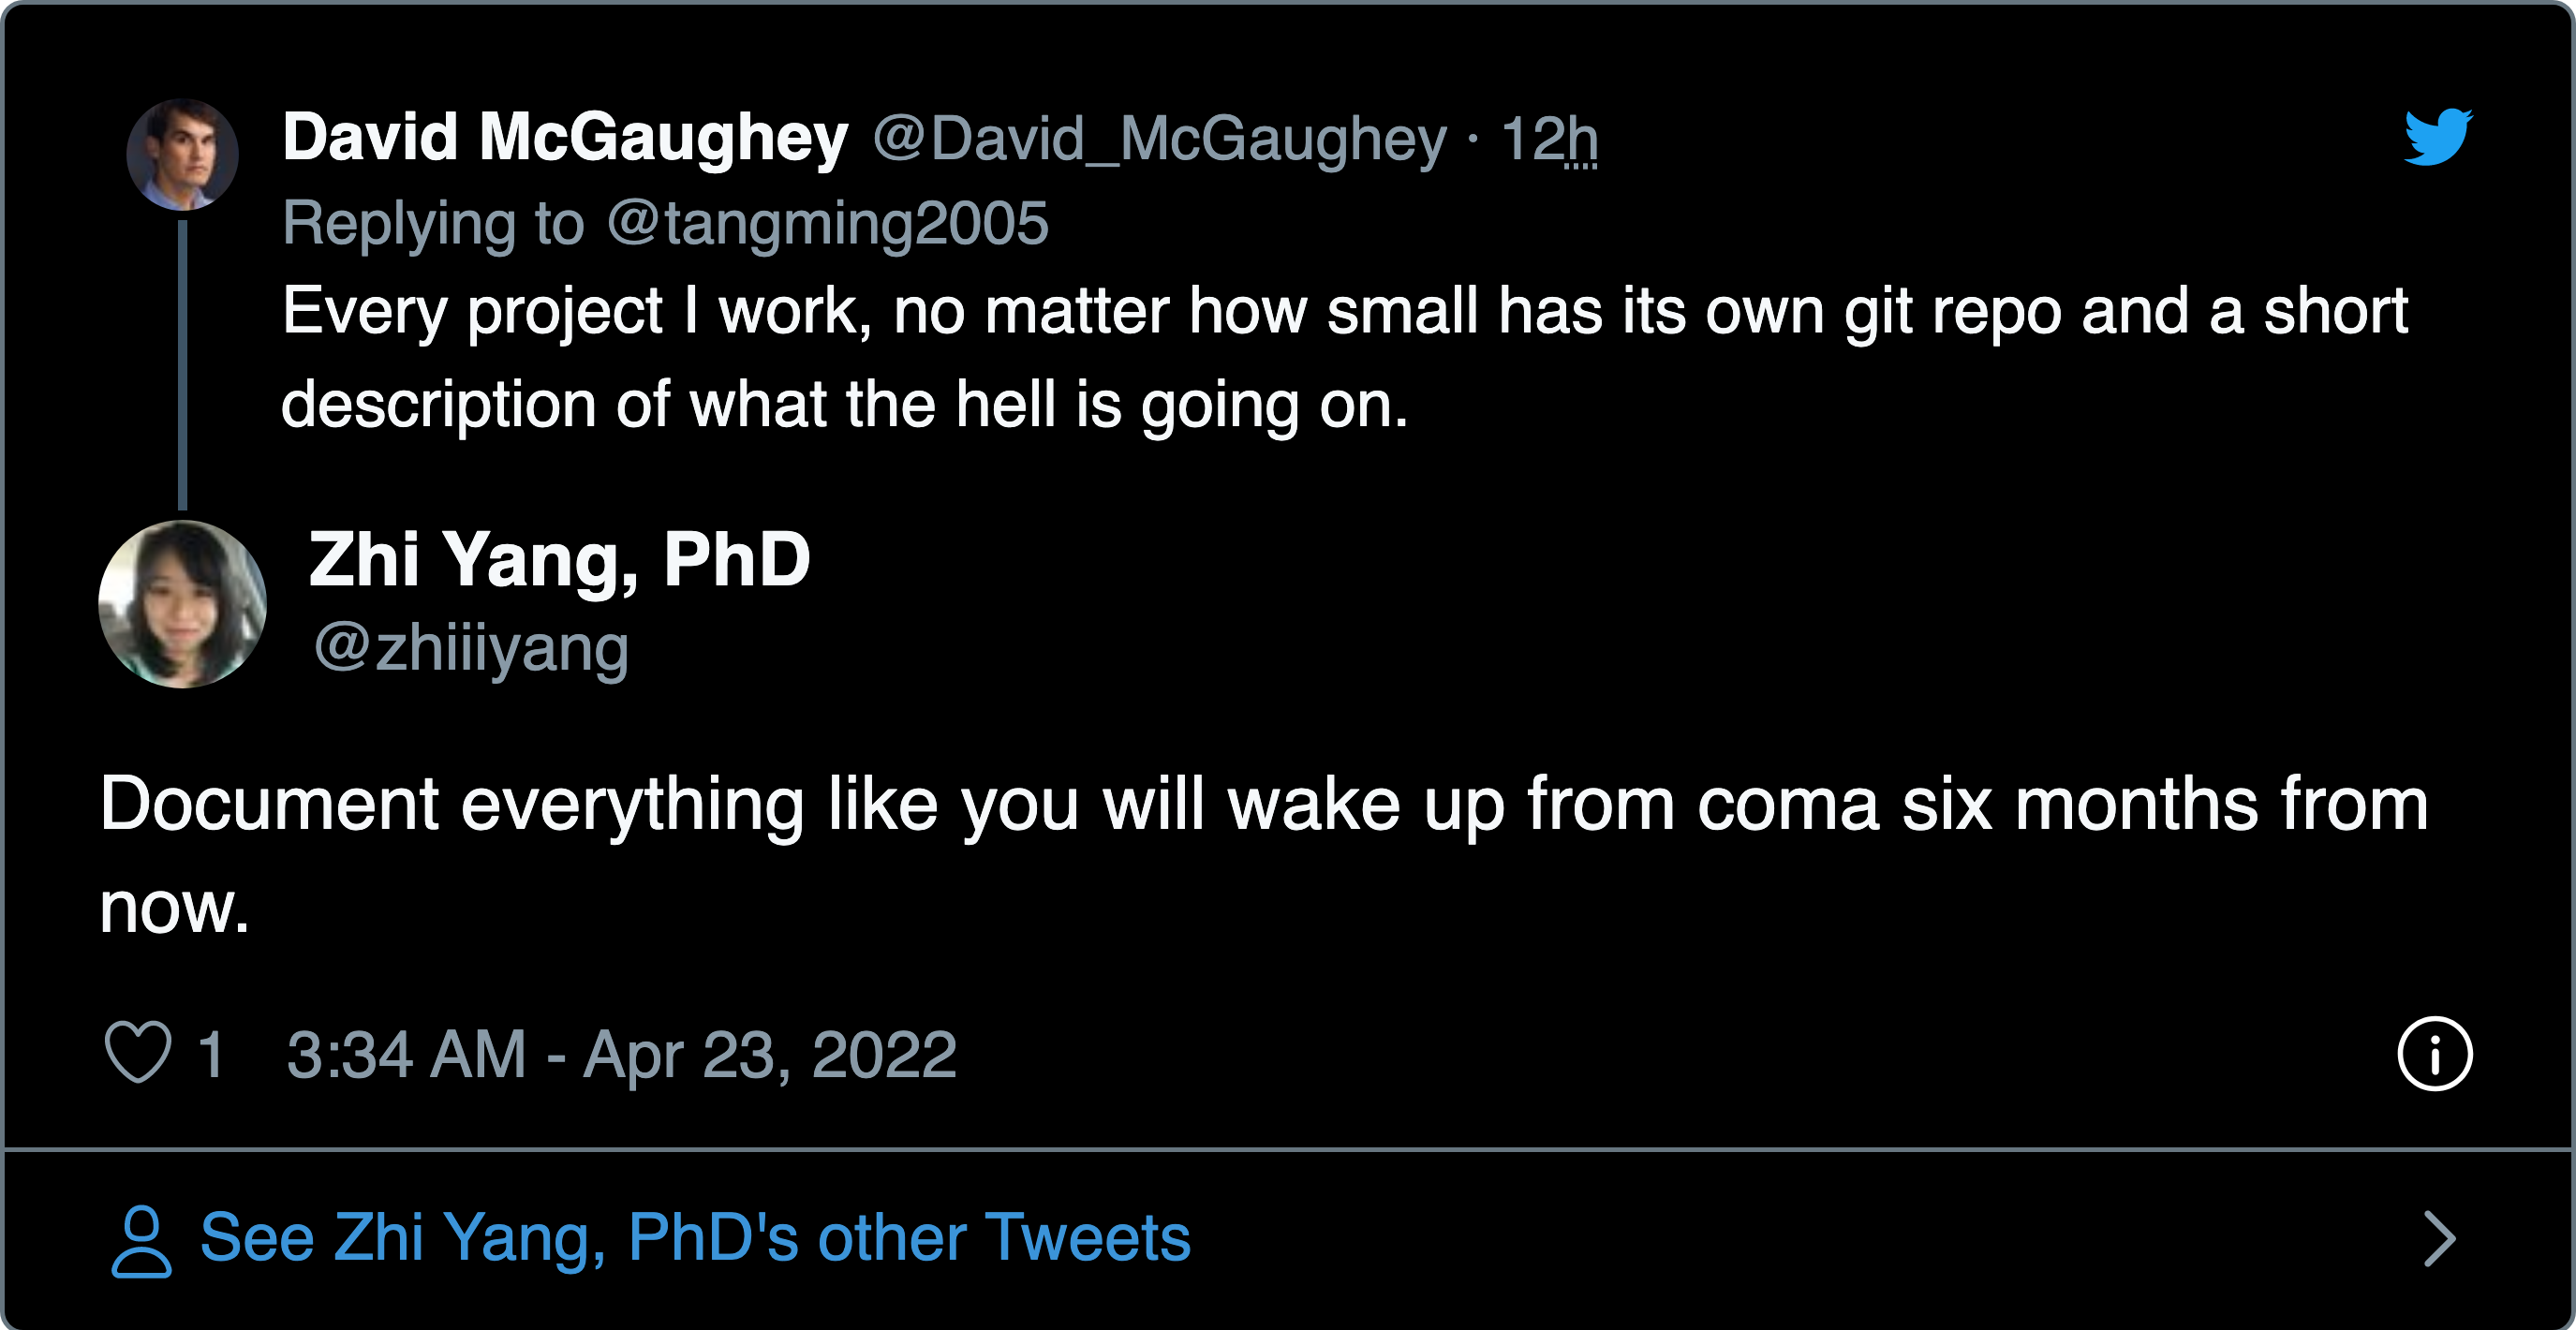 David McGaughey @David_McGaughey · 12h
Replying to @tangming2005
Every project I work, no matter how small has its own git repo and a short
description of what the hell is going on.
Zhi Yang, PhD
@zhiiiyang
Document everything like you will wake up from coma six months from
now.
1 3:34 AM - Apr 23, 2022
See Zhi Yang, PhD's other Tweets